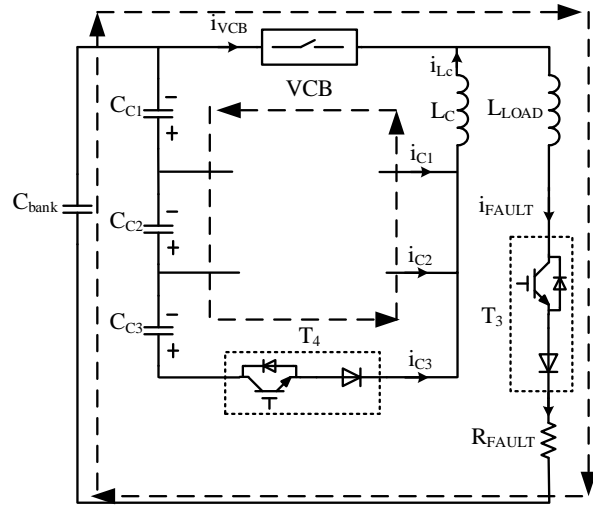 iVCB
VCB
iLc
CC1
LC
LLOAD
iC1
Cbank
CC2
iFAULT
iC2
CC3
T3
T4
iC3
RFAULT